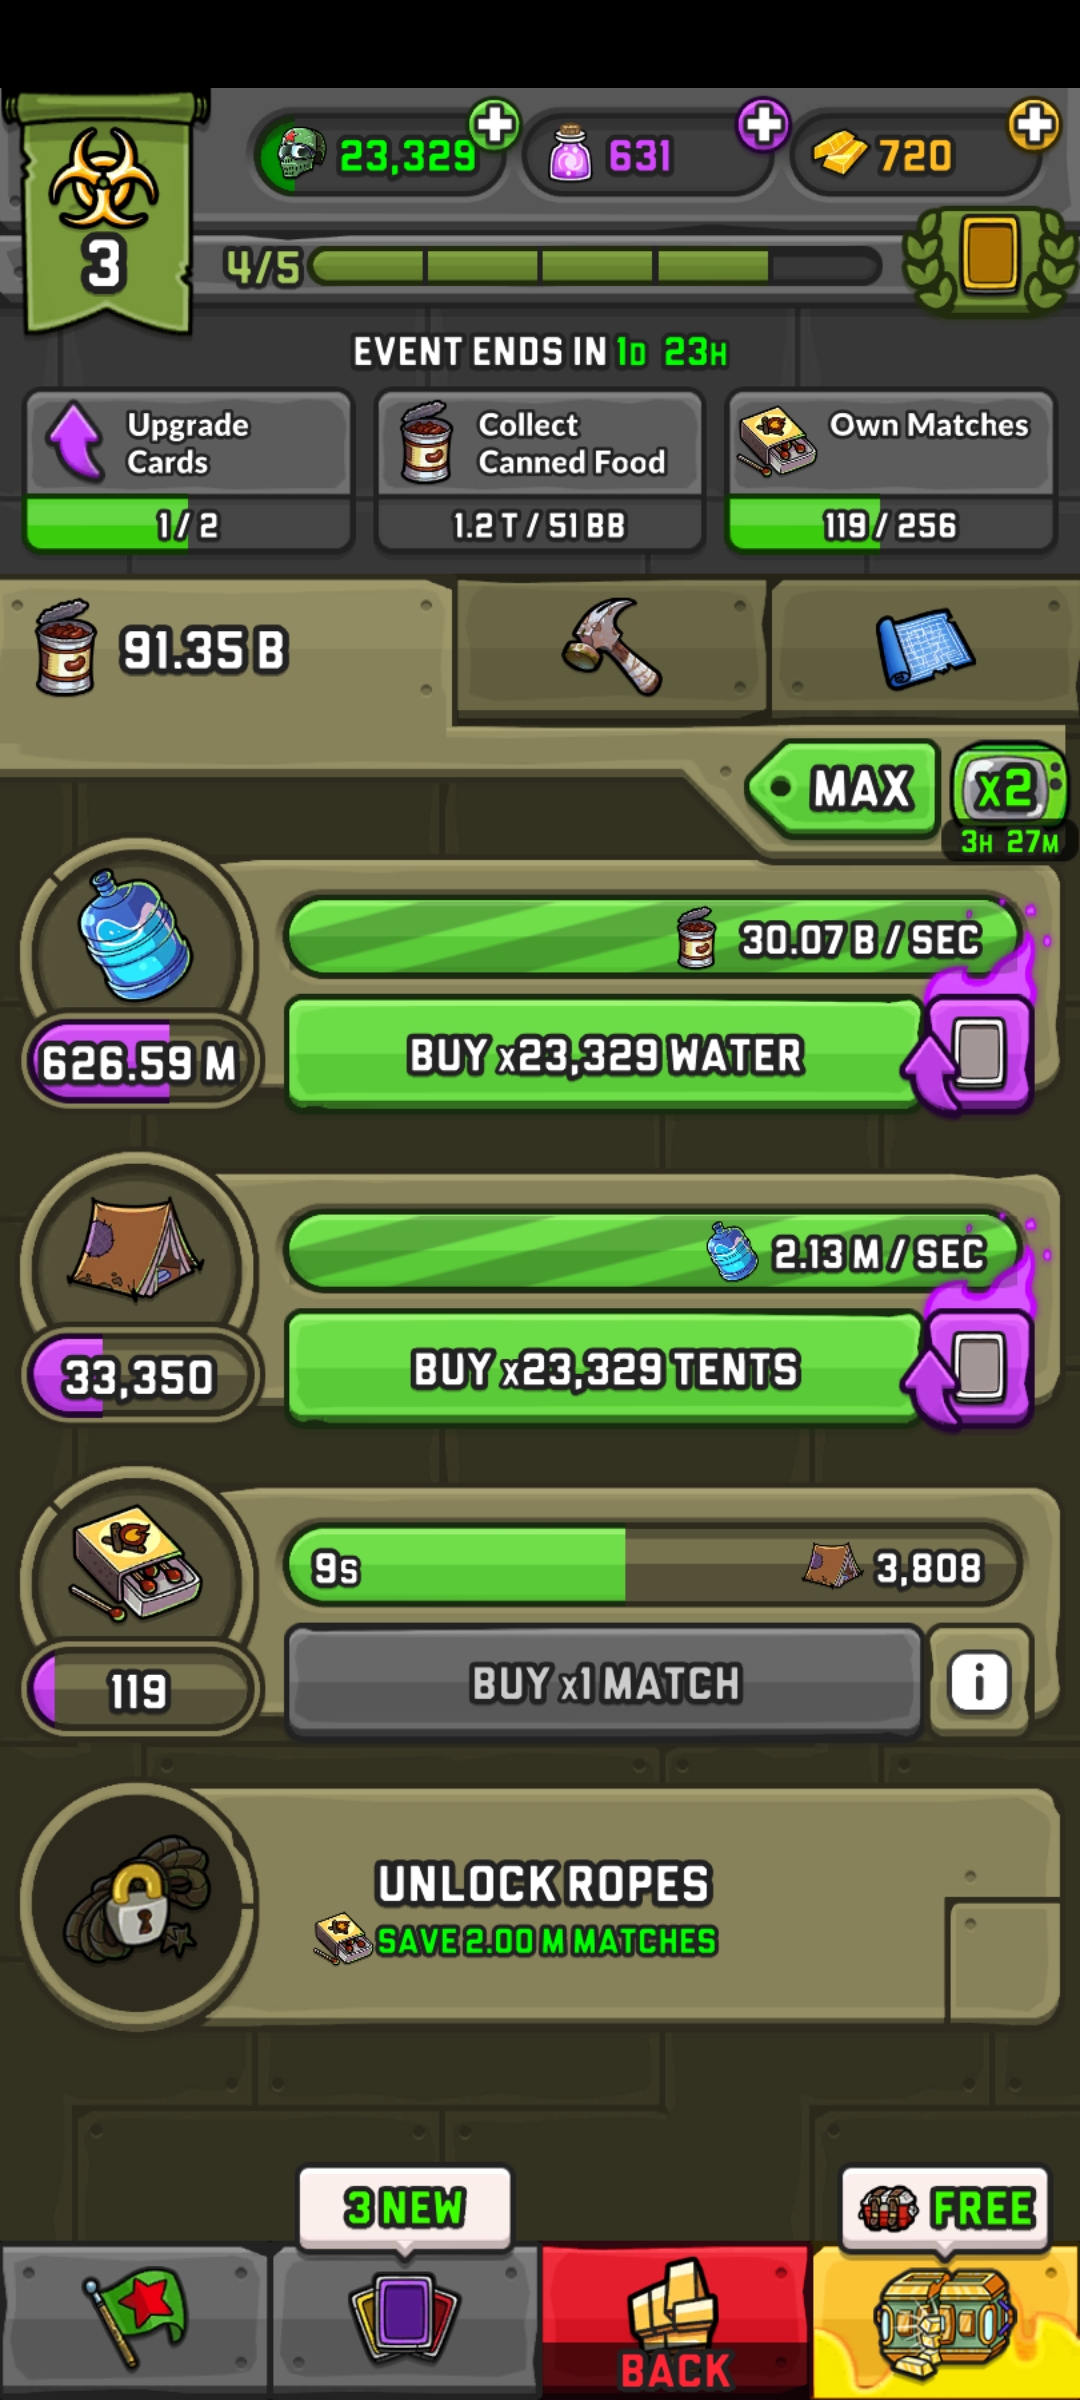 23,329
631
720
3
4/5
EVENT ENDS IN 1D 23H
Upgrade
Cards
1/2
Collect
Canned Food
1.2 T / 51 BB
Own Matches
119 / 256
91.35 B
MAX
x2
3H 27M
30.07 B / SEC
626.59 M
BUY x23,329 WATER
2.13 M / SEC
33,350
BUY x23,329 TENTS
9s
3,808
119
BUY x1 MATCH
i
UNLOCK ROPES
SAVE 2.00 M MATCHES
3 NEW
FREE
BACK